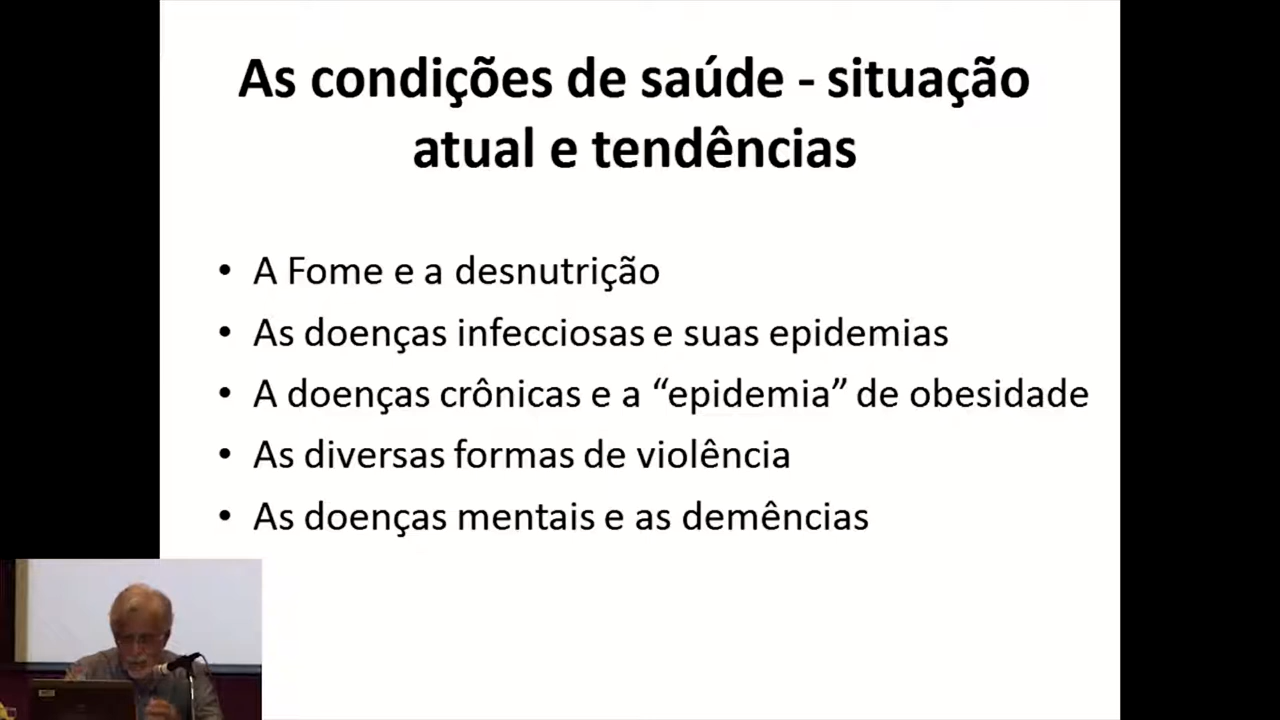 As condições de saúde - situação
atual e tendências
• A Fome e a desnutrição
• As doenças infecciosas e suas epidemias
• A doenças crônicas e a “epidemia” de obesidade
• As diversas formas de violência
• As doenças mentais e as demências